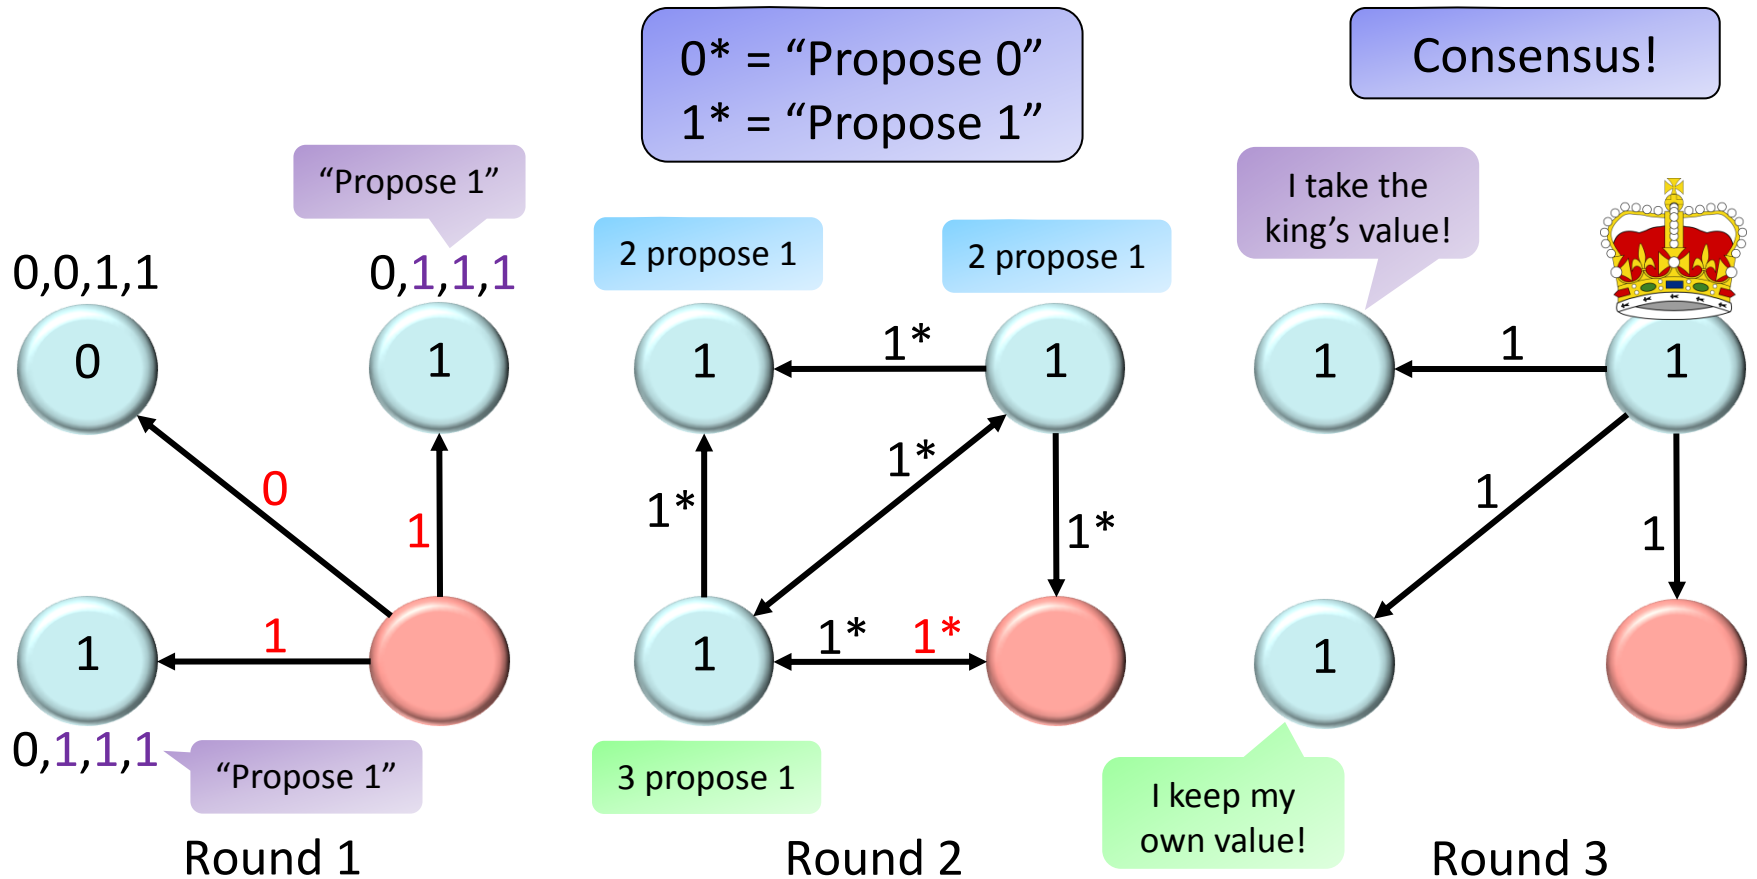 0* = “Propose 0”
1* = “Propose 1”
Consensus!
“Propose 1”
0,0,1,1
0,1,1,1
0
1
0
1
1
1
0,1,1,1
“Propose 1”
Round 1
2 propose 1
2 propose 1
1
1*
1
1*
1*
1*
1
1*
1*
3 propose 1
Round 2
I take the
king’s value!
1
1
1
1
1
1
I keep my
own value!
Round 3